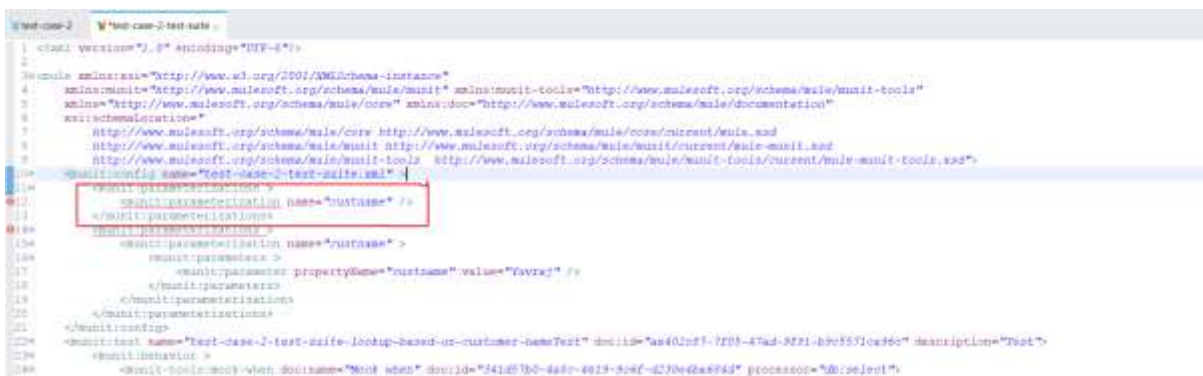 test-case-2 *test-case-2-test-suite
1 <?xml version="1.0" encoding="UTF-8"?>
2
3 <mule xmlns:xsi="http://www.w3.org/2001/XMLSchema-instance"
4 xmlns:munit="http://www.mulesoft.org/schema/mule/munit" xmlns:munit-tools="http://www.mulesoft.org/schema/mule/munit-tools"
5 xmlns="http://www.mulesoft.org/schema/mule/core" xmlns:doc="http://www.mulesoft.org/schema/mule/documentation"
6 xsi:schemaLocation="
7 http://www.mulesoft.org/schema/mule/core http://www.mulesoft.org/schema/mule/core/current/mule.xsd
8 http://www.mulesoft.org/schema/mule/munit http://www.mulesoft.org/schema/mule/munit/current/mule-munit.xsd
9 http://www.mulesoft.org/schema/mule/munit-tools http://www.mulesoft.org/schema/mule/munit-tools/current/mule-munit-tools.xsd">
10 <munit:config name="test-case-2-test-suite.xml" >
11 <munit:parameterizations >
12 <munit:parameterization name="custname" />
13 </munit:parameterizations>
14 <munit:parameterizations >
15 <munit:parameterization name="custname" >
16 <munit:parameters >
17 <munit:parameter propertyName="custname" value="Yavraj" />
18 </munit:parameters>
19 </munit:parameterization>
20 </munit:parameterizations>
21 </munit:config>
22 <munit:test name="test-case-2-test-suite-lookup-based-on-customer-nameTest" description="Test">
23 <munit:behavior >
24 <munit-tools:mock-when doc:name="Mock when" processor="db:select">